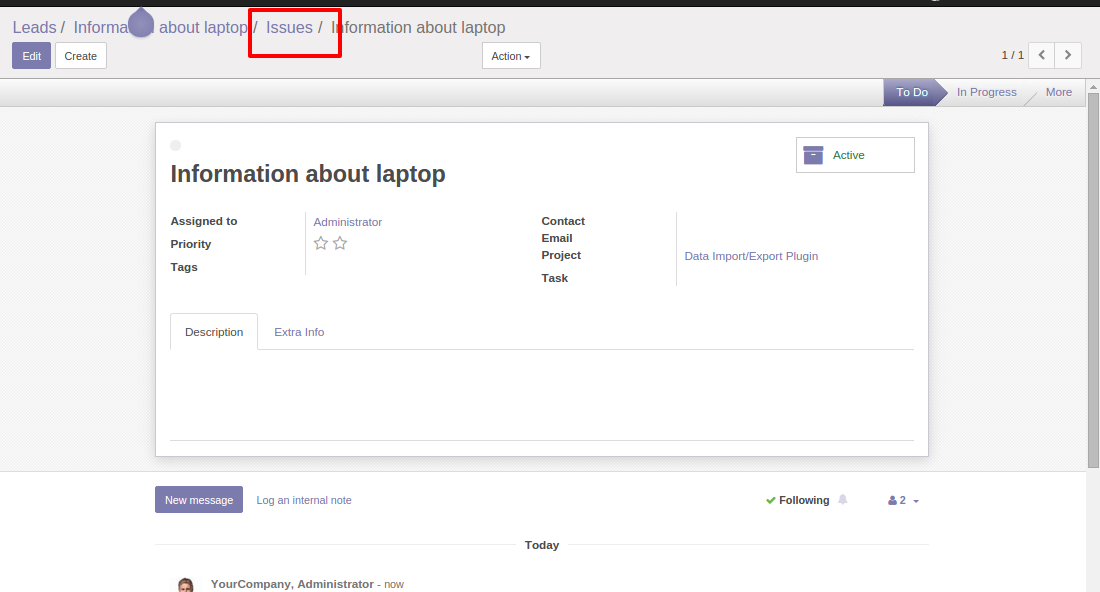 Leads / Information about laptop / Issues / Information about laptop
Edit Create Action 1 / 1
To Do In Progress More
Active
Information about laptop
Assigned to Administrator
Priority
Tags
Contact
Email
Project Data Import/Export Plugin
Task
Description Extra Info
New message Log an internal note Following 2
Today
YourCompany, Administrator - now